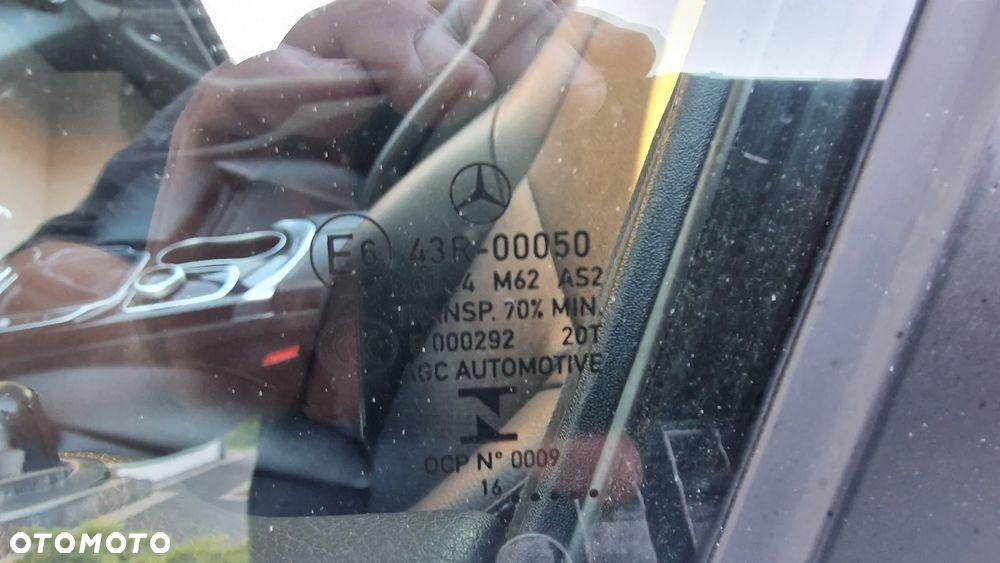 E6 43R-00050
M62 AS2
70% MIN.
000292 20T
AGC AUTOMOTIVE
OCP N° 0009
16
OTOMOTO